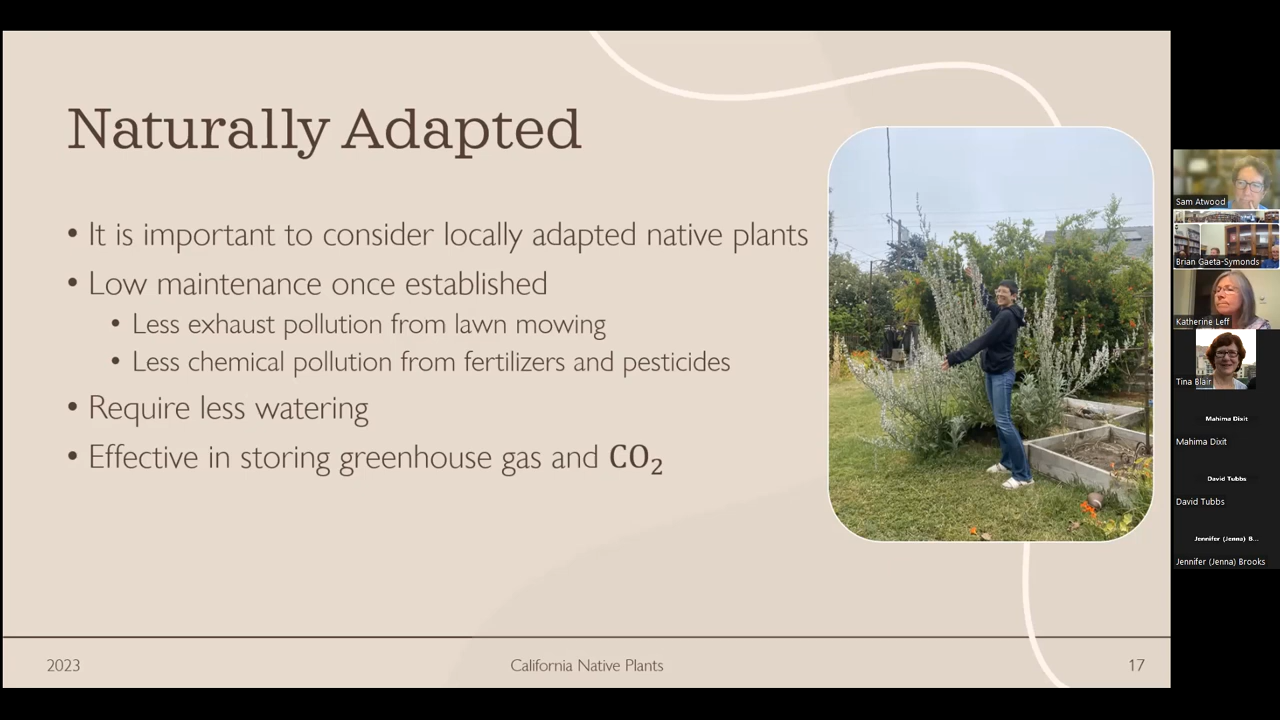 Naturally Adapted
• It is important to consider locally adapted native plants
• Low maintenance once established
• Less exhaust pollution from lawn mowing
• Less chemical pollution from fertilizers and pesticides
• Require less watering
• Effective in storing greenhouse gas and CO₂
2023
California Native Plants
17
Sam Atwood
Brian Gaeta-Symonds
Katherine Leff
Tina Blair
Mahima Dixit
Mahima Dixit
David Tubbs
David Tubbs
Jennifer (Jenna) B...
Jennifer (Jenna) Brooks